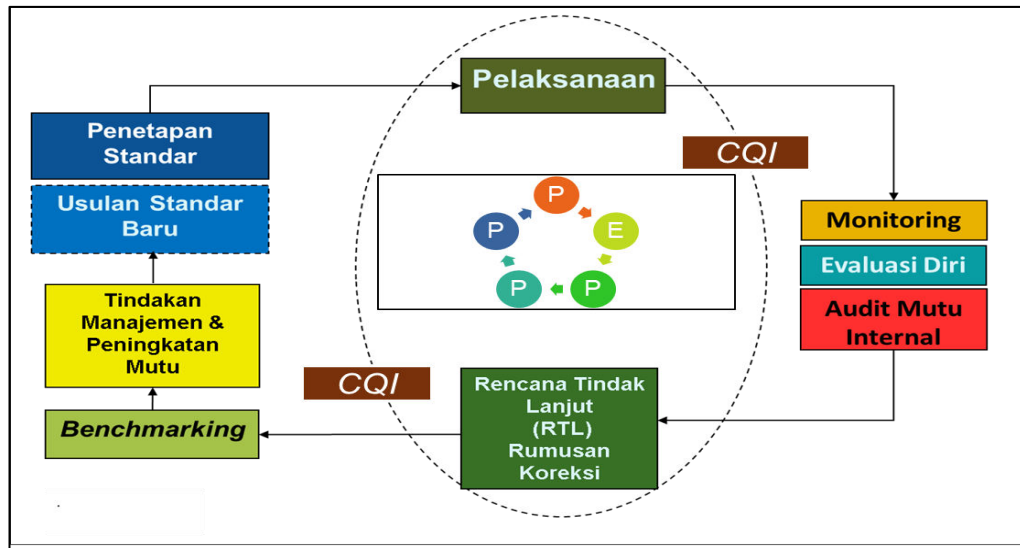 Pelaksanaan
Penetapan
Standar
CQI
Usulan Standar
Baru
P
P
E
P
P
Monitoring
Evaluasi Diri
Audit Mutu
Internal
Tindakan
Manajemen &
Peningkatan
Mutu
CQI
Rencana Tindak
Lanjut
(RTL)
Rumusan
Koreksi
Benchmarking